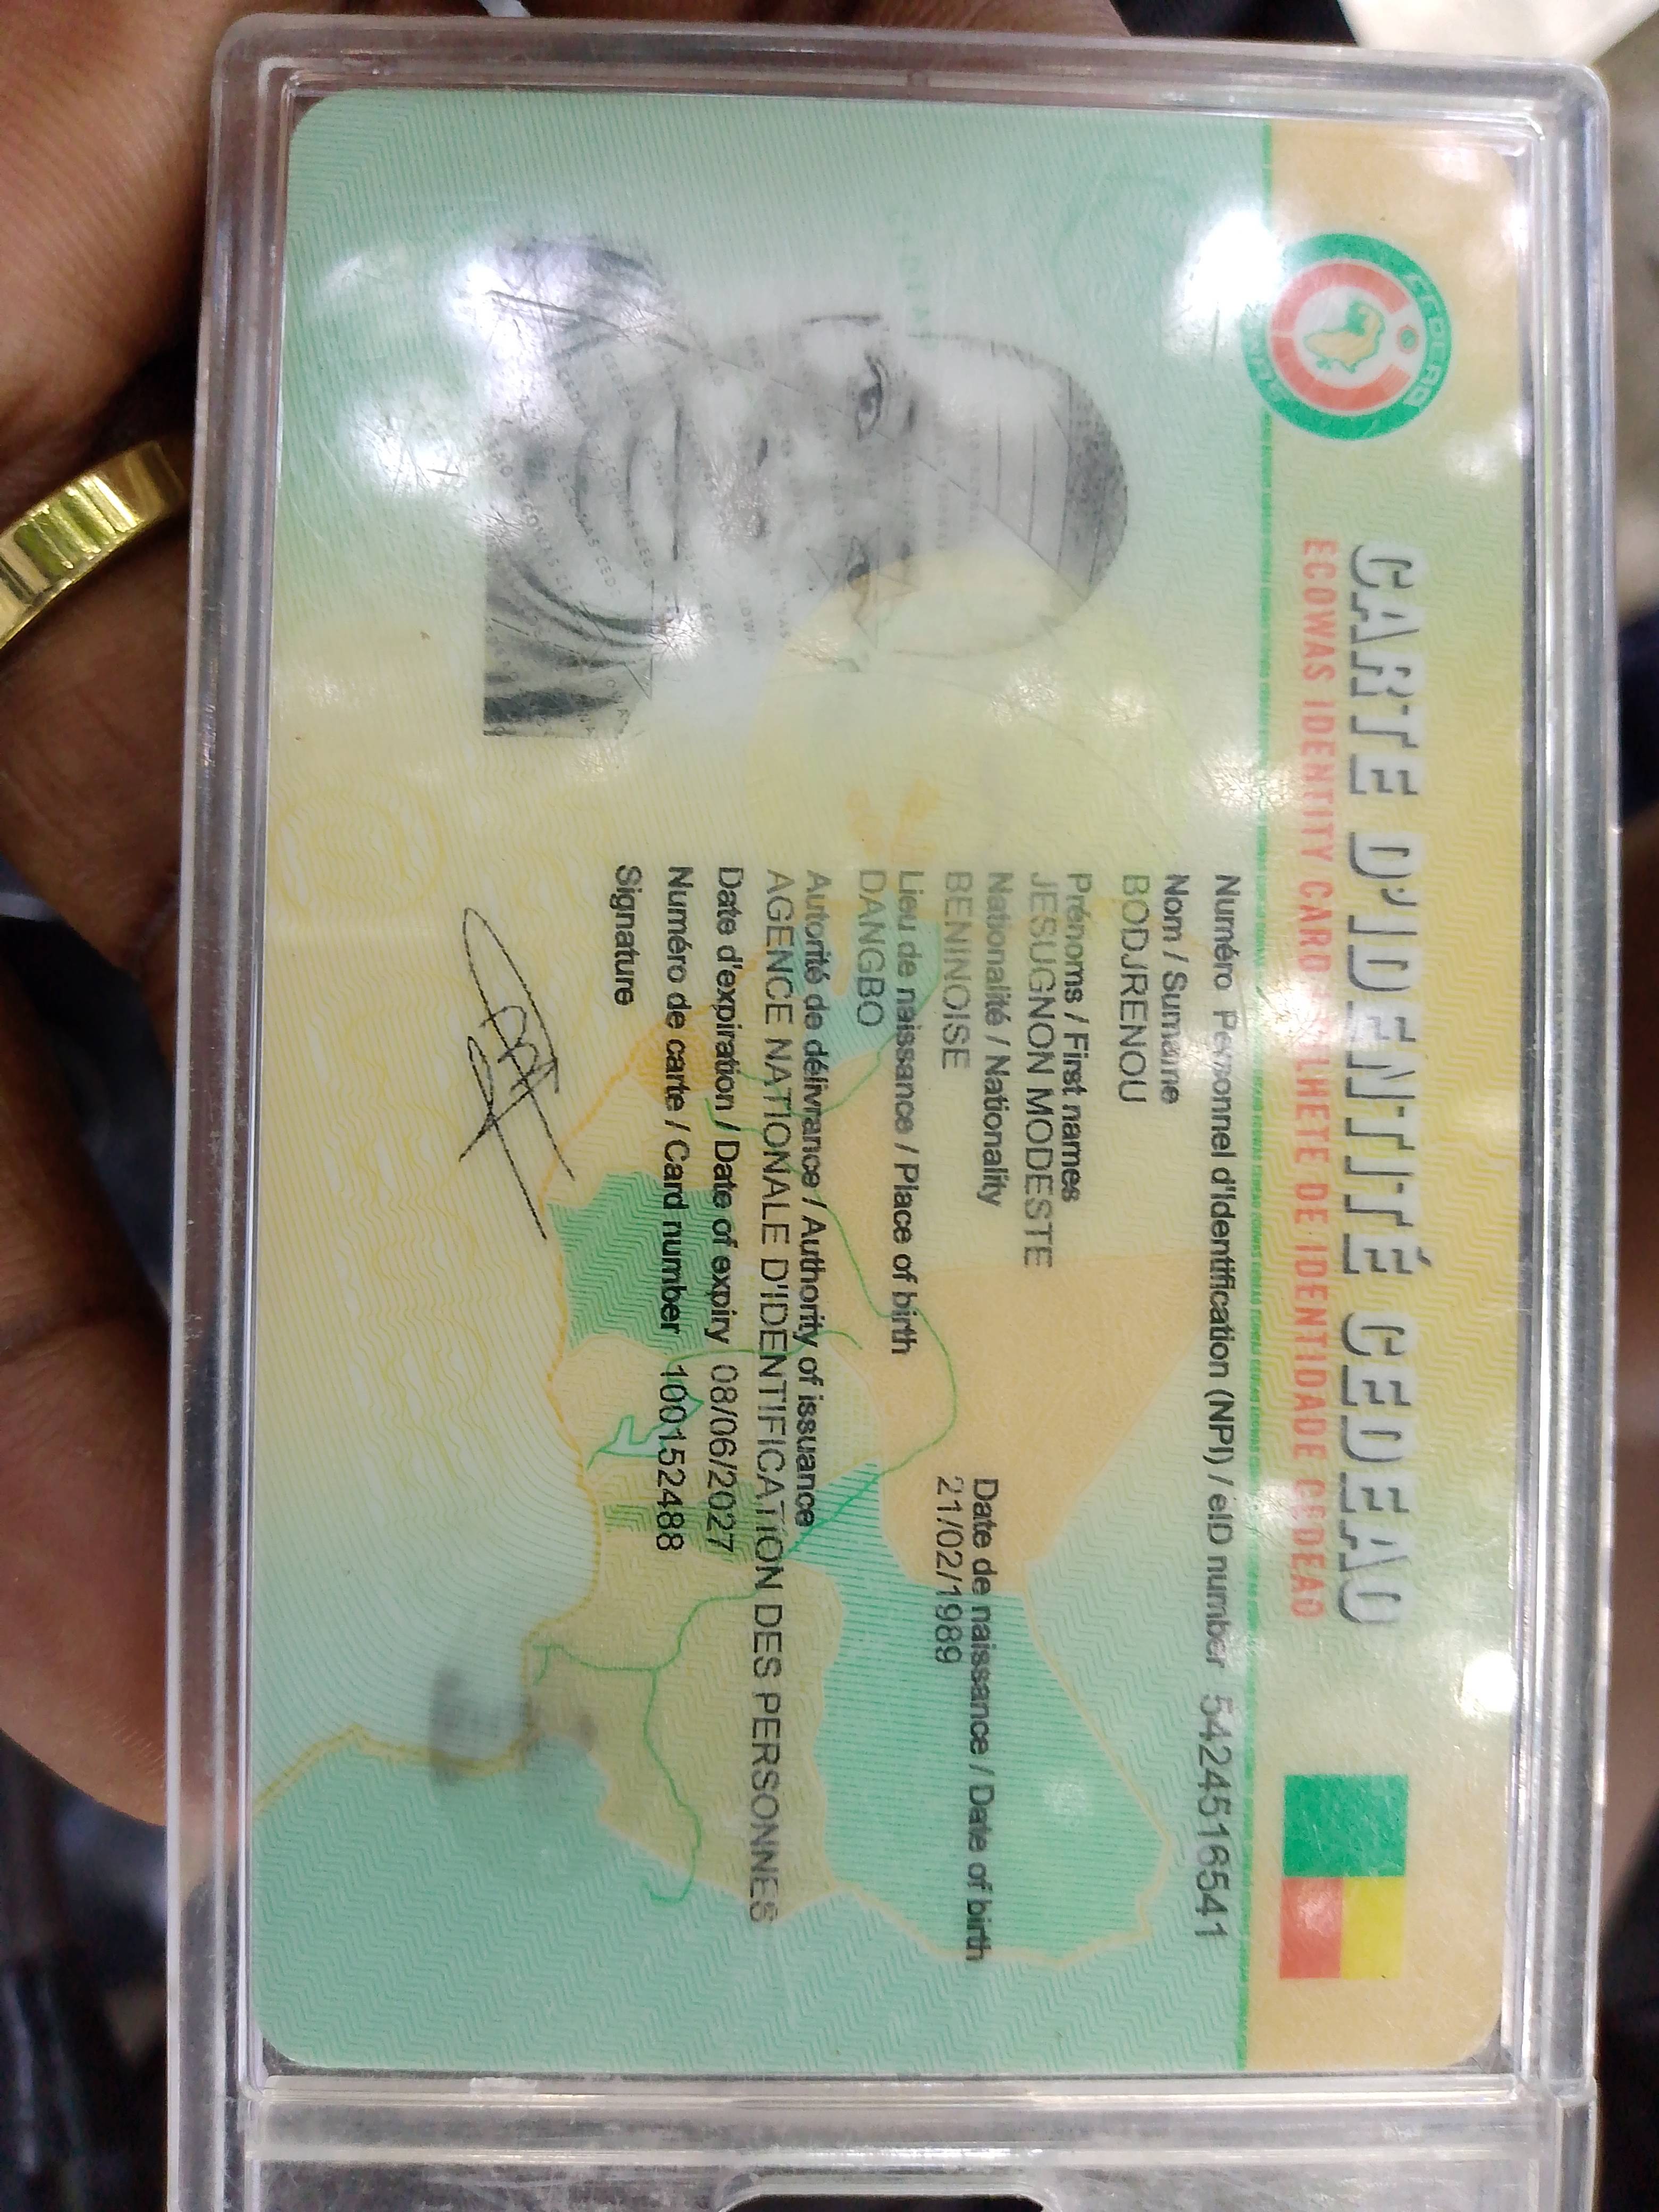 CARTE D'IDENTITÉ CEDEAO
ECOWAS IDENTITY CARD BILHETE DE IDENTIDADE CEDEAO
Numéro Personnel d'Identification (NPI) / eID number 5424516541
Nom / Surname
BODJRENOU
Prénoms / First names
JESUGNON MODESTE
Nationalité / Nationality
BENINOISE
Date de naissance / Date of birth
21/02/1989
Lieu de naissance / Place of birth
DANGBO
Autorité de délivrance / Authority of issuance
AGENCE NATIONALE D'IDENTIFICATION DES PERSONNES
Date d'expiration / Date of expiry 08/06/2027
Numéro de carte / Card number 100152488
Signature